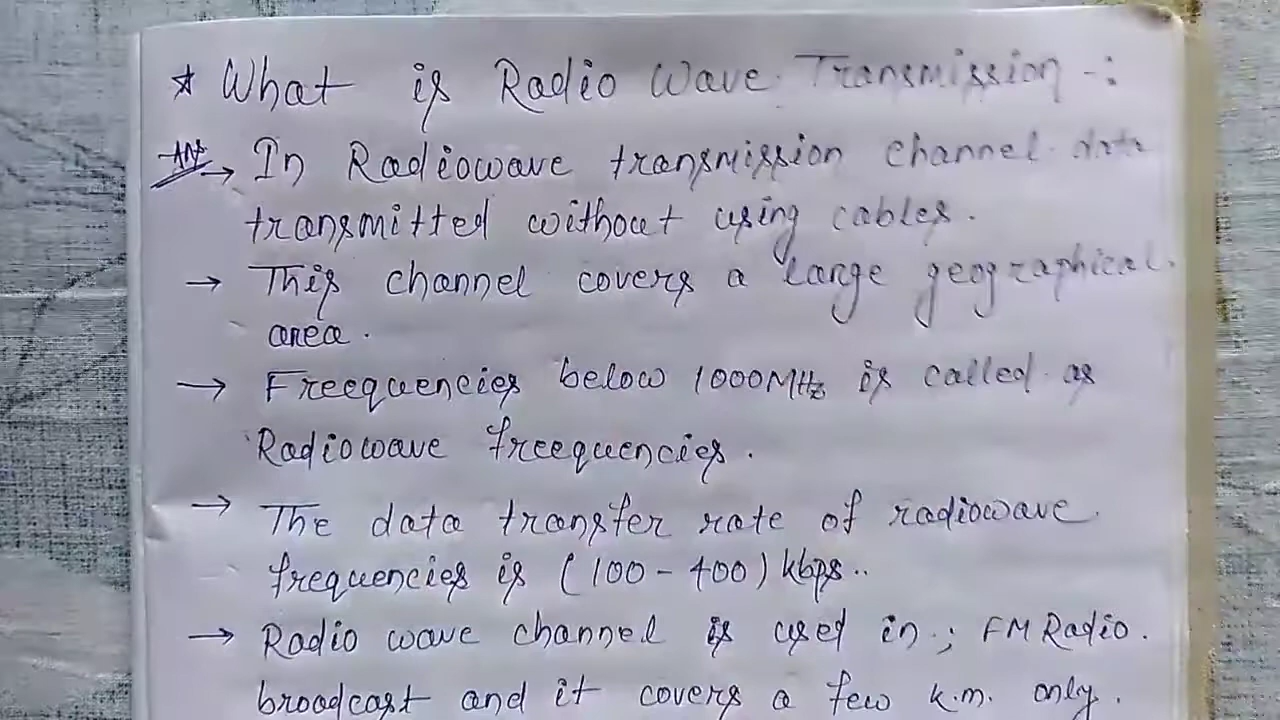 * What is Radio Wave Transmission -:
Ans → In Radiowave transmission channel data
transmitted without using cables.
→ This channel covers a large geographical
area.
→ Freequencies below 1000MHz is called as
Radiowave freequencies.
→ The data transfer rate of radiowave
frequencies is (100 - 400) kbps..
→ Radio wave channel is used in; FM Radio.
broadcast and it covers a few k.m. only.